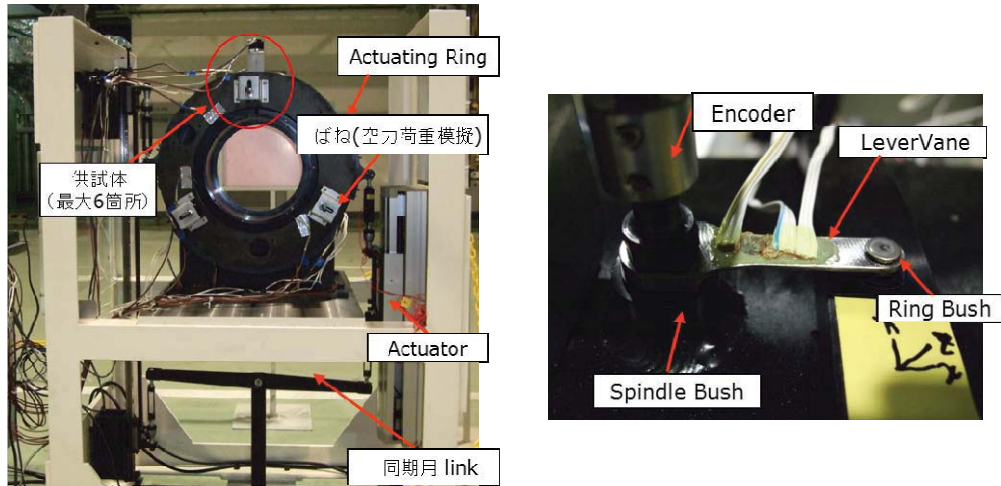 Actuating Ring
ばね(空力荷重模擬)
供試体
(最大6箇所)
Actuator
同期月 link
Encoder
LeverVane
Ring Bush
Spindle Bush